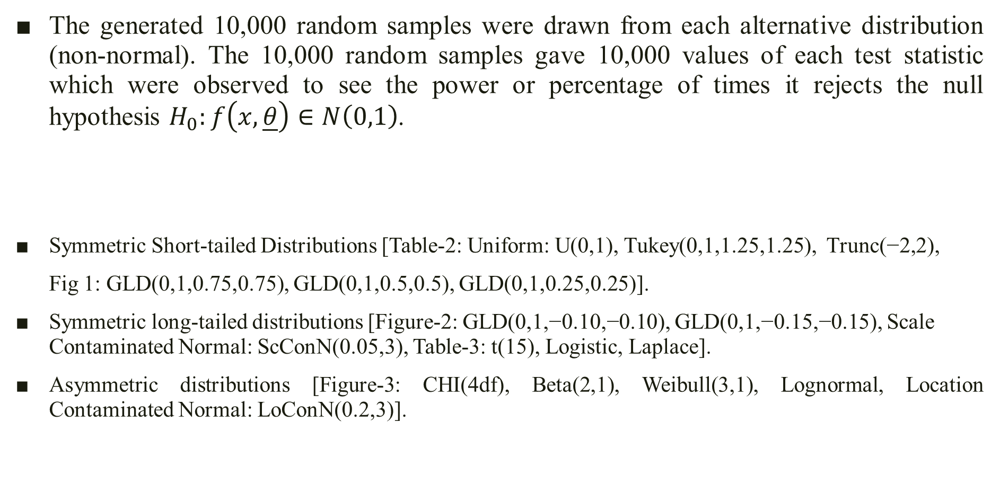 ■ The generated 10,000 random samples were drawn from each alternative distribution
(non-normal). The 10,000 random samples gave 10,000 values of each test statistic
which were observed to see the power or percentage of times it rejects the null
hypothesis H₀: f(x, θ̲) ∈ N(0,1).
■ Symmetric Short-tailed Distributions [Table-2: Uniform: U(0,1), Tukey(0,1,1.25,1.25), Trunc(−2,2),
Fig 1: GLD(0,1,0.75,0.75), GLD(0,1,0.5,0.5), GLD(0,1,0.25,0.25)].
■ Symmetric long-tailed distributions [Figure-2: GLD(0,1,−0.10,−0.10), GLD(0,1,−0.15,−0.15), Scale
Contaminated Normal: ScConN(0.05,3), Table-3: t(15), Logistic, Laplace].
■ Asymmetric distributions [Figure-3: CHI(4df), Beta(2,1), Weibull(3,1), Lognormal, Location
Contaminated Normal: LoConN(0.2,3)].